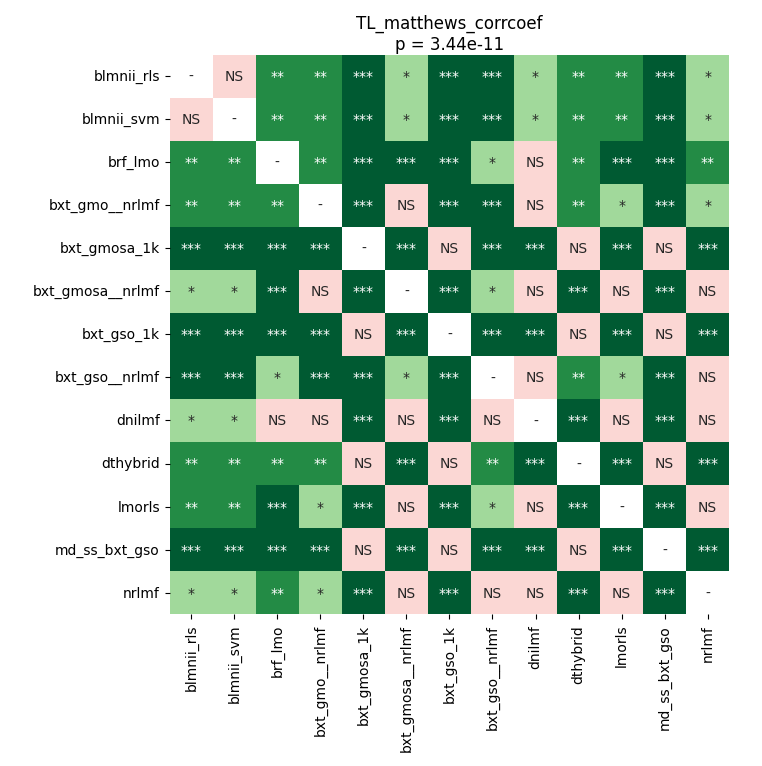 TL_matthews_corrcoef
p = 3.44e-11
blmnii_rls - NS ** ** *** * *** *** * ** ** *** *
blmnii_svm NS - ** ** *** * *** *** * ** ** *** *
brf_lmo ** ** - ** *** *** *** * NS ** *** *** **
bxt_gmo__nrlmf ** ** ** - *** NS *** *** NS ** * *** *
bxt_gmosa_1k *** *** *** *** - *** NS *** *** NS *** NS ***
bxt_gmosa__nrlmf * * *** NS *** - *** * NS *** NS *** NS
bxt_gso_1k *** *** *** *** NS *** - *** *** NS *** NS ***
bxt_gso__nrlmf *** *** * *** *** * *** - NS ** * *** NS
dnilmf * * NS NS *** NS *** NS - *** NS *** NS
dthybrid ** ** ** ** NS *** NS ** *** - *** NS ***
lmorls ** ** *** * *** NS *** * NS *** - *** NS
md_ss_bxt_gso *** *** *** *** NS *** NS *** *** NS *** - ***
nrlmf * * ** * *** NS *** NS NS *** NS *** -
blmnii_rls
blmnii_svm
brf_lmo
bxt_gmo__nrlmf
bxt_gmosa_1k
bxt_gmosa__nrlmf
bxt_gso_1k
bxt_gso__nrlmf
dnilmf
dthybrid
lmorls
md_ss_bxt_gso
nrlmf